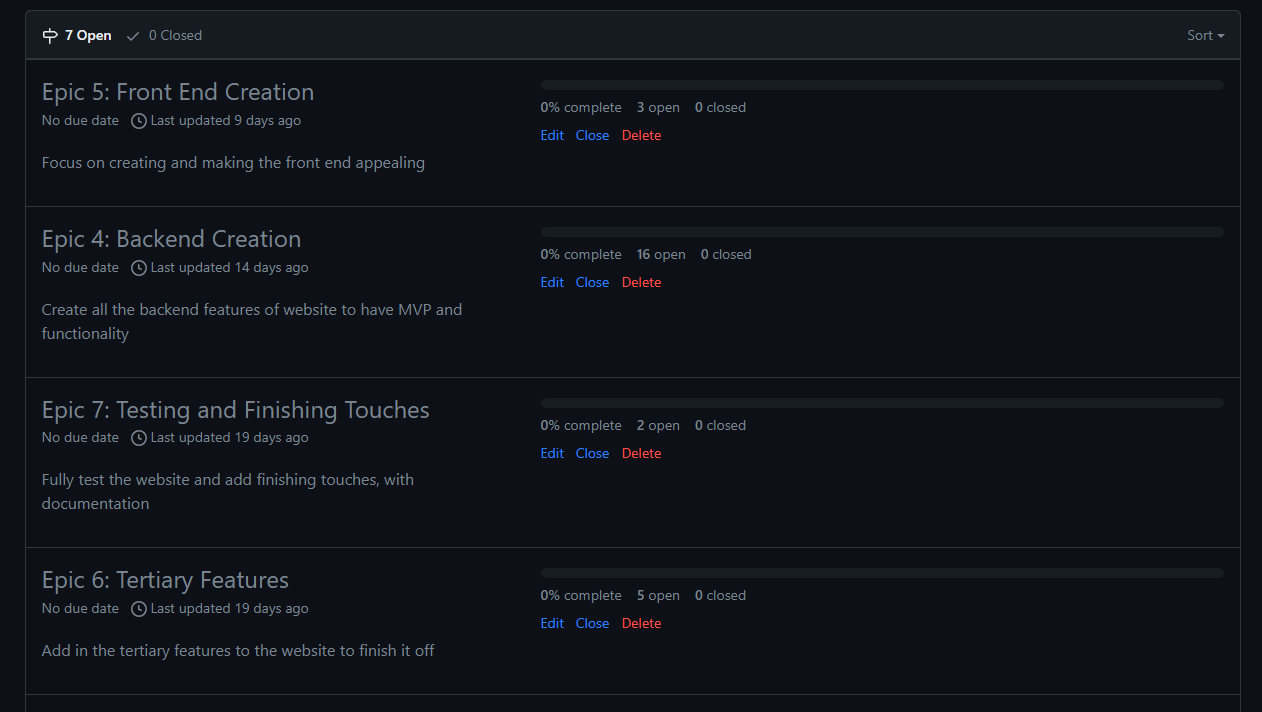 7 Open 0 Closed Sort
Epic 5: Front End Creation
No due date Last updated 9 days ago
Focus on creating and making the front end appealing
0% complete 3 open 0 closed
Edit Close Delete
Epic 4: Backend Creation
No due date Last updated 14 days ago
Create all the backend features of website to have MVP and
functionality
0% complete 16 open 0 closed
Edit Close Delete
Epic 7: Testing and Finishing Touches
No due date Last updated 19 days ago
Fully test the website and add finishing touches, with
documentation
0% complete 2 open 0 closed
Edit Close Delete
Epic 6: Tertiary Features
No due date Last updated 19 days ago
Add in the tertiary features to the website to finish it off
0% complete 5 open 0 closed
Edit Close Delete